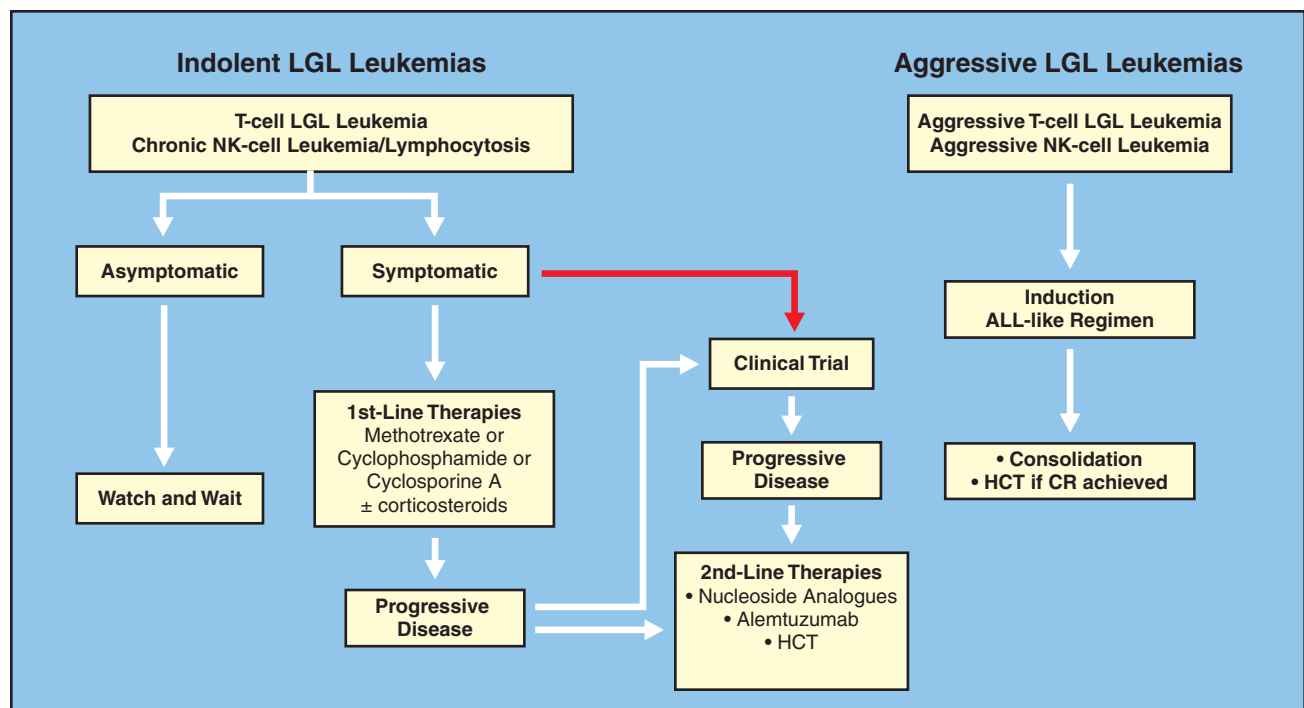 Indolent LGL Leukemias
T-cell LGL Leukemia
Chronic NK-cell Leukemia/Lymphocytosis
Asymptomatic
Watch and Wait
Symptomatic
1st-Line Therapies
Methotrexate or
Cyclophosphamide or
Cyclosporine A
± corticosteroids
Progressive
Disease
Clinical Trial
Progressive
Disease
2nd-Line Therapies
• Nucleoside Analogues
• Alemtuzumab
• HCT
Aggressive LGL Leukemias
Aggressive T-cell LGL Leukemia
Aggressive NK-cell Leukemia
Induction
ALL-like Regimen
• Consolidation
• HCT if CR achieved